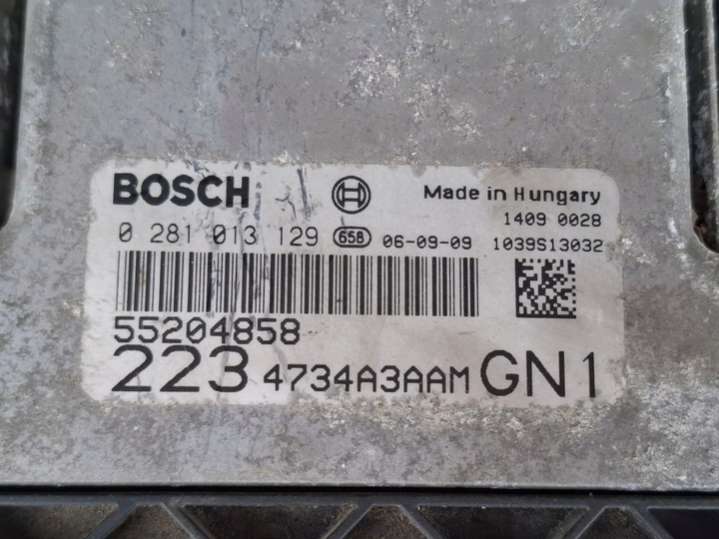 BOSCH Made in Hungary
1409 0028
0 281 013 129 658 06-09-09 1039S13032
55204858
223 4734A3AAM GN1